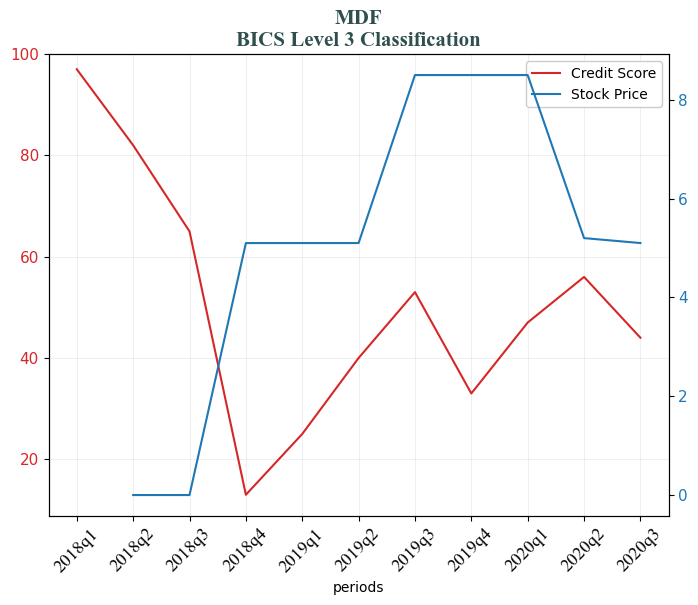 MDF
BICS Level 3 Classification
100
80
60
40
20
Credit Score
Stock Price
8
6
4
2
0
2018q1
2018q2
2018q3
2018q4
2019q1
2019q2
2019q3
2019q4
2020q1
2020q2
2020q3
periods